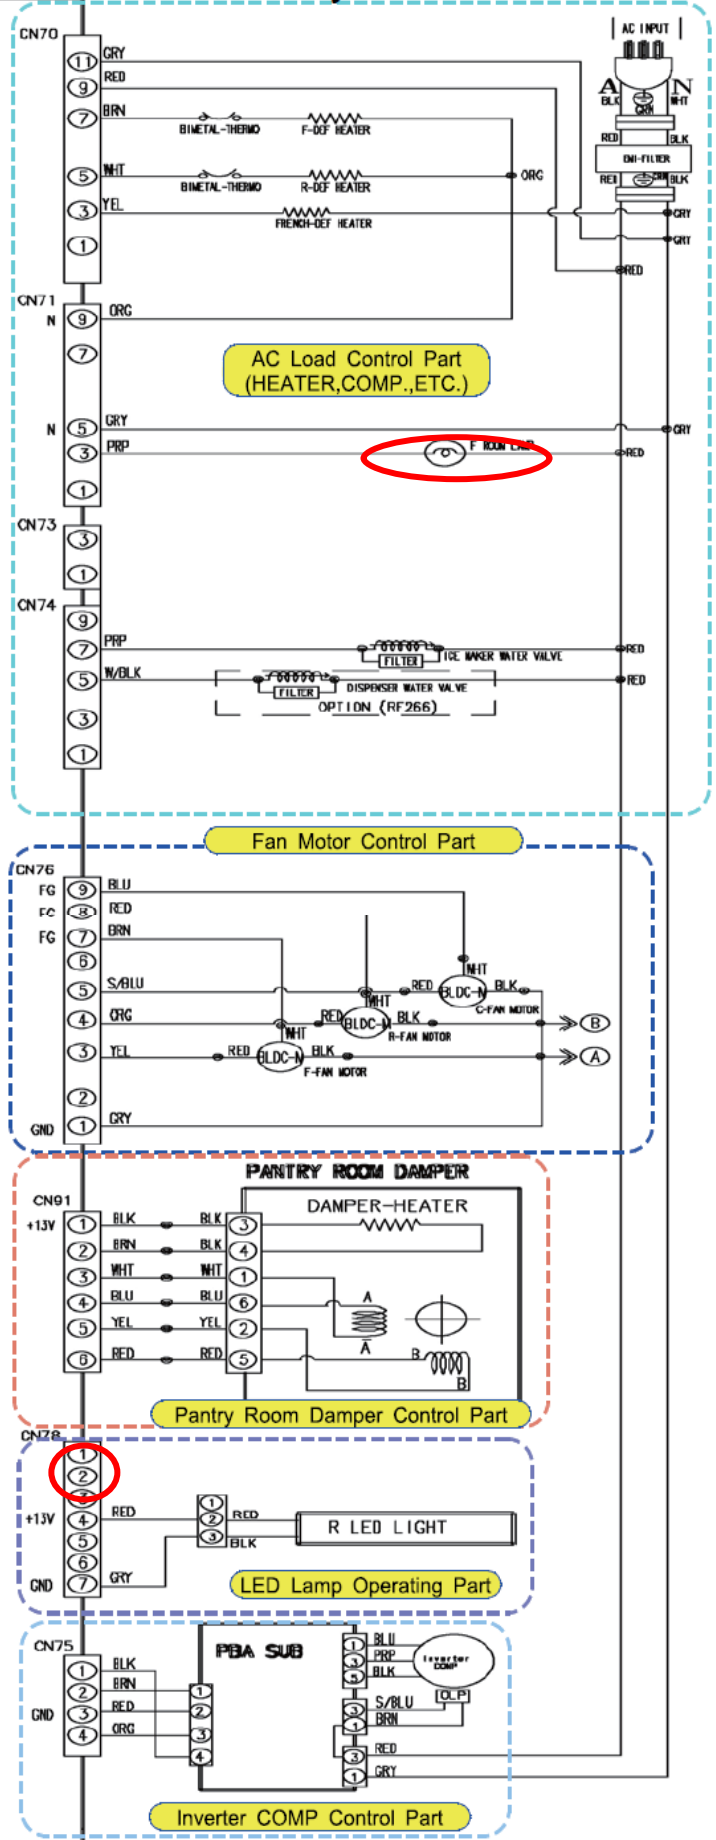 CN70
AC INPUT
11 GRY
9 RED
A N
BLK GRN WHT
7 BRN
BIMETAL-THERMO F-DEF HEATER
RED BLK
EMI-FILTER
5 WHT ORG
BIMETAL-THERMO R-DEF HEATER
RED GRN BLK
3 YEL GRY
FRENCH-DEF HEATER
1 GRY
RED
CN71
N 9 ORG
7
AC Load Control Part
(HEATER,COMP.,ETC.)
N 5 GRY GRY
3 PRP F ROOM LAMP RED
1
CN73
3
1
CN74
9
7 PRP RED
FILTER ICE MAKER WATER VALVE
5 W/BLK RED
FILTER DISPENSER WATER VALVE
OPTION (RF266)
3
1
Fan Motor Control Part
CN76
FG 9 BLU
FG 8 RED
FG 7 BRN
6 WHT
5 S/BLU RED BLDC-M BLK
WHT C-FAN MOTOR
4 ORG RED BLDC-M BLK B
WHT R-FAN MOTOR
3 YEL RED BLDC-M BLK A
F-FAN MOTOR
2
GND 1 GRY
PANTRY ROOM DAMPER
CN91
DAMPER-HEATER
+13V 1 BLK BLK 3
2 BRN BLK 4
3 WHT WHT 1
4 BLU BLU 6 A
5 YEL YEL 2 A
6 RED RED 5 B
B
Pantry Room Damper Control Part
CN78
1
2
3
1
+13V 4 RED 2 RED
R LED LIGHT
5 3 BLK
6
GND 7 GRY
LED Lamp Operating Part
CN75
PBA SUB
1 BLU
3 PRP
5 BLK
Inverter
COMP
1 BLK
2 BRN 1
GND 3 RED 2
4 ORG 3
4
OLP
3 S/BLU
1 BRN
3 RED
1 GRY
Inverter COMP Control Part